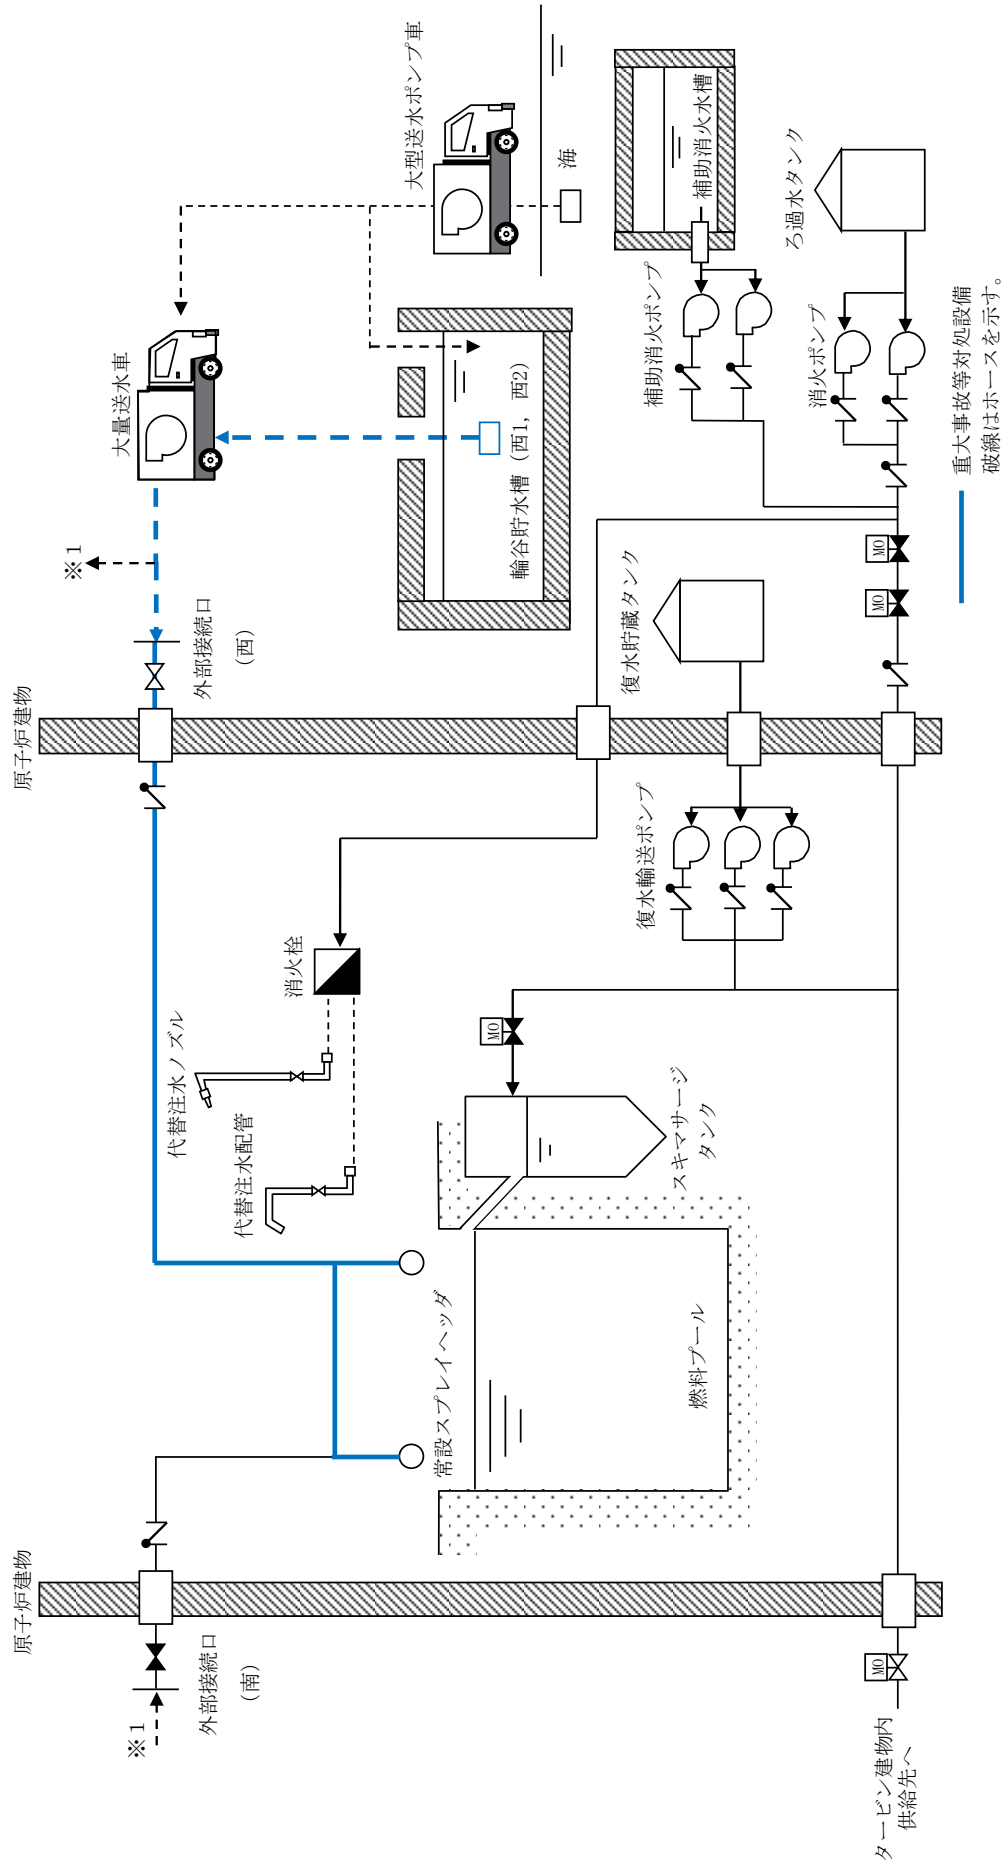 原子炉建物
※1
外部接続口
(南)
タービン建物内
供給先へ
MO
常設スプレイヘッダ
燃料プール
代替注水ノズル
代替注水配管
消火栓
スキマサージ
タンク
MO
復水輸送ポンプ
原子炉建物
外部接続口
(西)
※1
復水貯蔵タンク
MO
MO
大量送水車
輪谷貯水槽(西1,西2)
大型送水ポンプ車
海
補助消火ポンプ
補助消火水槽
消火ポンプ
ろ過水タンク
重大事故等対処設備
破線はホースを示す。